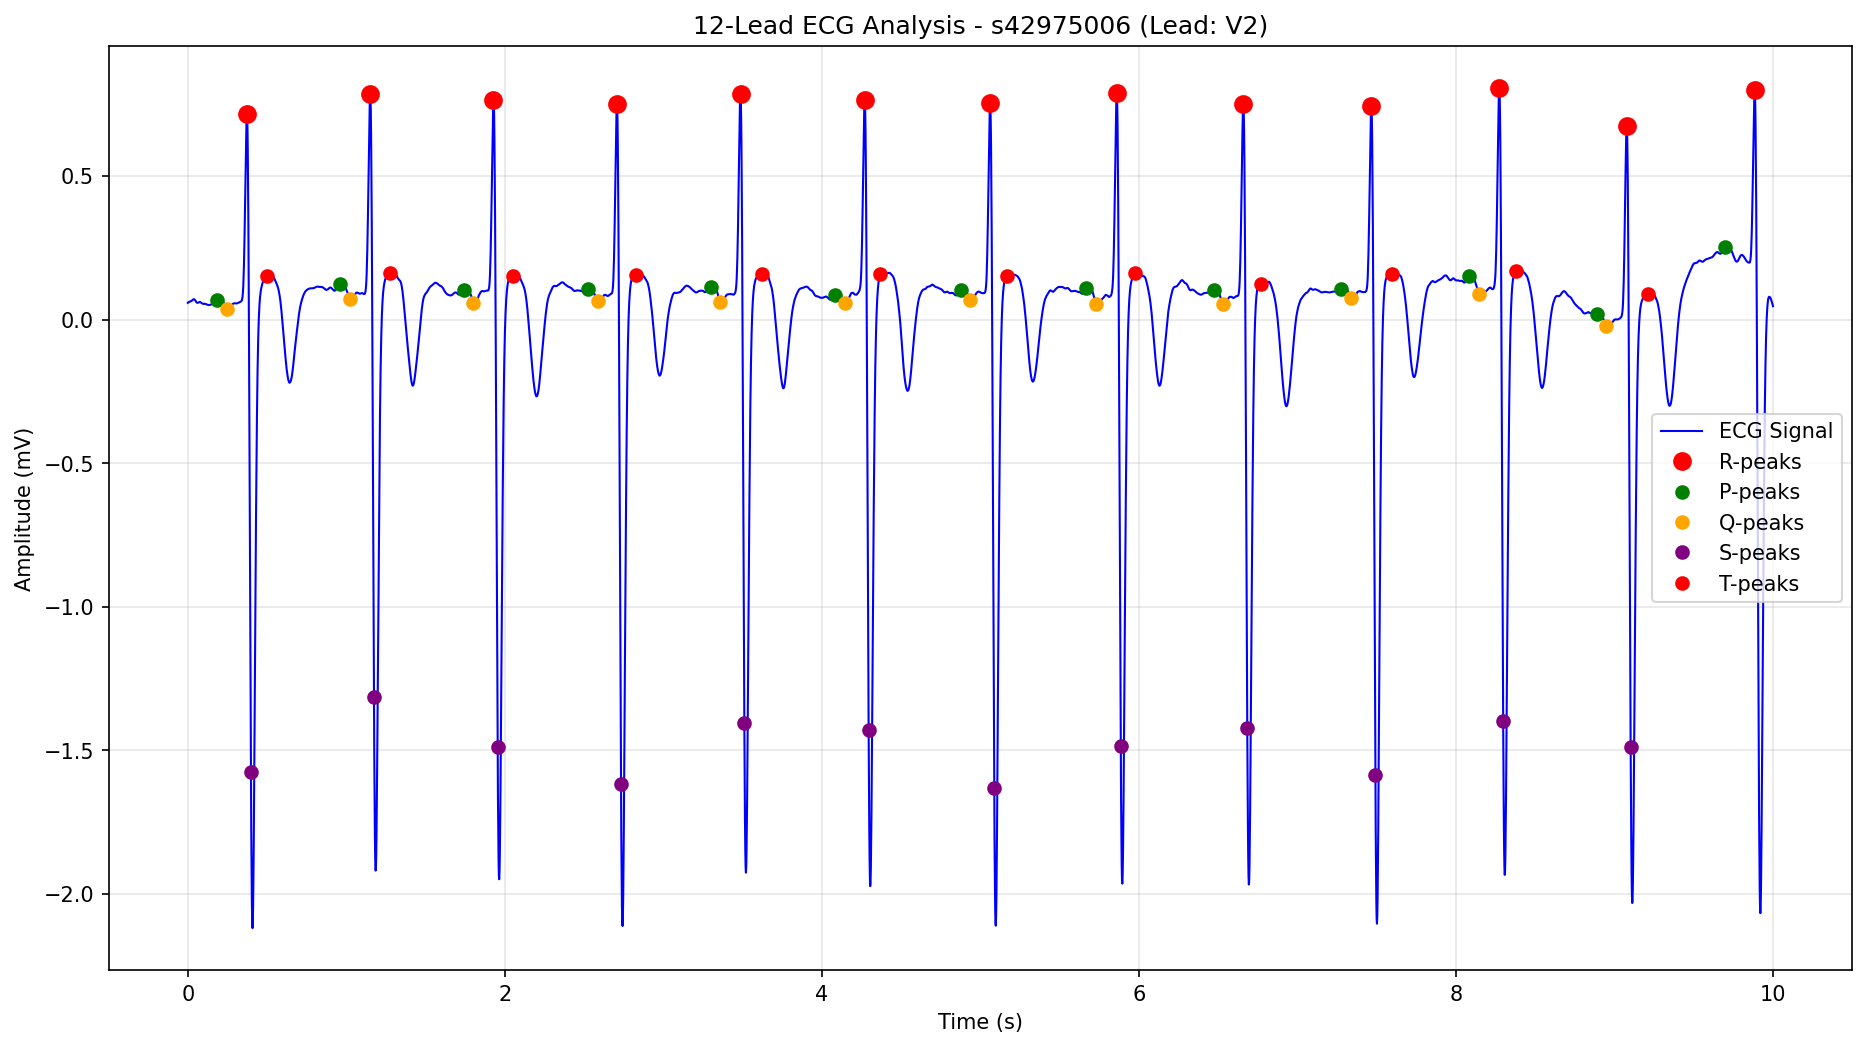 12-Lead ECG Analysis - s42975006 (Lead: V2)
Amplitude (mV)
0.5
0.0
−0.5
−1.0
−1.5
−2.0
ECG Signal
R-peaks
P-peaks
Q-peaks
S-peaks
T-peaks
0 2 4 6 8 10
Time (s)